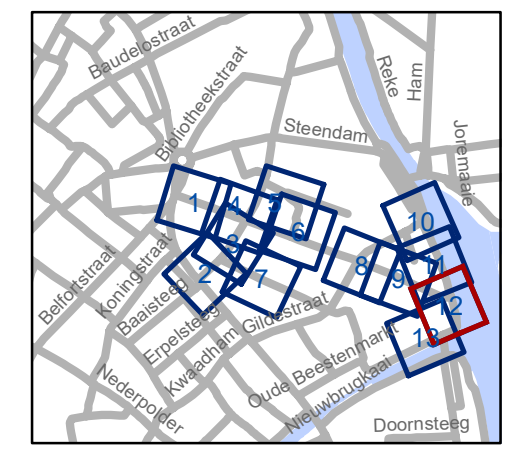 Baudelostraat
Bibliotheekstraat
Reke
Ham
Steendam
Joremaaie
1
4
5
6
3
2
7
8
9
10
11
12
13
Belfortstraat
Koningstraat
Baaisteeg
Erpelsteeg
Kwaadham
Gildestraat
Nederpolder
Oude Beestenmarkt
Nieuwbrugkaai
Doornsteeg